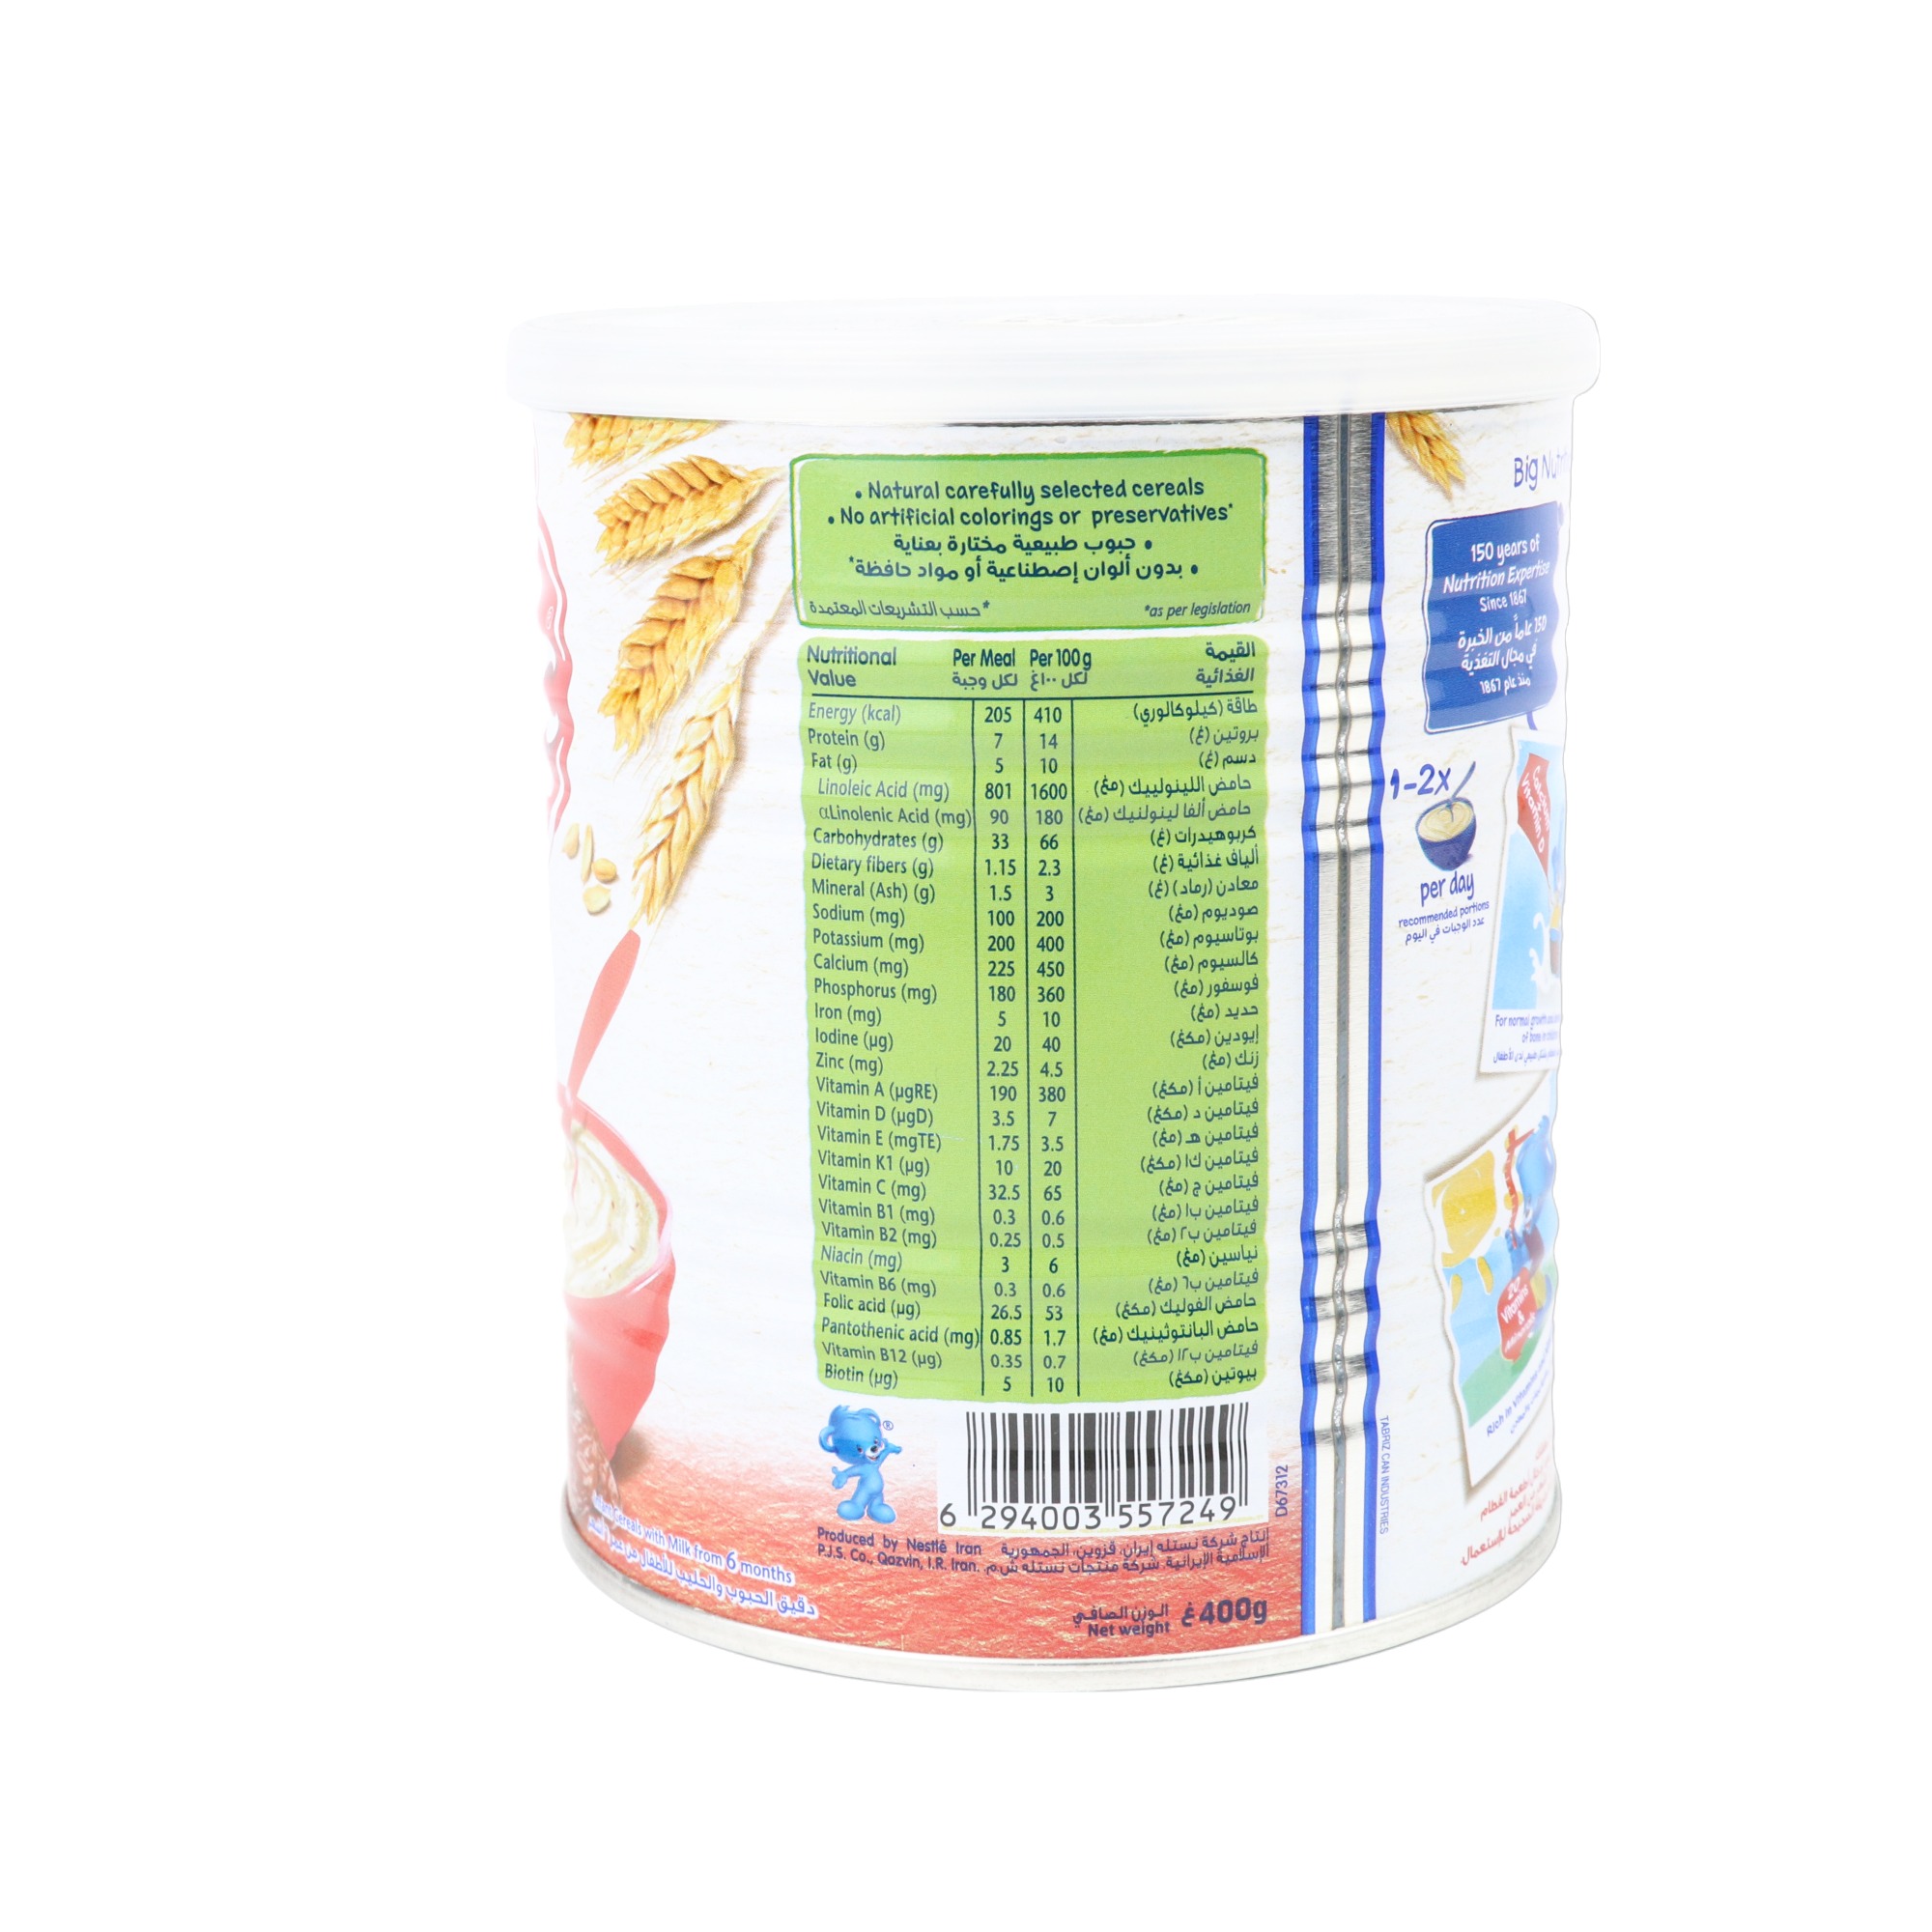 • Natural carefully selected cereals
• No artificial colorings or preservatives*
• حبوب طبيعية مختارة بعناية
• بدون ألوان إصطناعية أو مواد حافظة*
*حسب التشريعات المعتمدة *as per legislation
Nutritional Value Per Meal Per 100g القيمة الغذائية
لكل وجبة لكل ١٠٠غ
Energy (kcal) 205 410 طاقة (كيلوكالوري)
Protein (g) 7 14 بروتين (غ)
Fat (g) 5 10 دسم (غ)
Linoleic Acid (mg) 801 1600 حامض اللينولييك (مغ)
αLinolenic Acid (mg) 90 180 حامض ألفا لينولنيك (مغ)
Carbohydrates (g) 33 66 كربوهيدرات (غ)
Dietary fibers (g) 1.15 2.3 ألياف غذائية (غ)
Mineral (Ash) (g) 1.5 3 معادن (رماد) (غ)
Sodium (mg) 100 200 صوديوم (مغ)
Potassium (mg) 200 400 بوتاسيوم (مغ)
Calcium (mg) 225 450 كالسيوم (مغ)
Phosphorus (mg) 180 360 فوسفور (مغ)
Iron (mg) 5 10 حديد (مغ)
Iodine (µg) 20 40 إيودين (مكغ)
Zinc (mg) 2.25 4.5 زنك (مغ)
Vitamin A (µgRE) 190 380 فيتامين أ (مكغ)
Vitamin D (µgD) 3.5 7 فيتامين د (مكغ)
Vitamin E (mgTE) 1.75 3.5 فيتامين هـ (مغ)
Vitamin K1 (µg) 10 20 فيتامين ك١ (مكغ)
Vitamin C (mg) 32.5 65 فيتامين ج (مغ)
Vitamin B1 (mg) 0.3 0.6 فيتامين ب١ (مغ)
Vitamin B2 (mg) 0.25 0.5 فيتامين ب٢ (مغ)
Niacin (mg) 3 6 نياسين (مغ)
Vitamin B6 (mg) 0.3 0.6 فيتامين ب٦ (مغ)
Folic acid (µg) 26.5 53 حامض الفوليك (مكغ)
Pantothenic acid (mg) 0.85 1.7 حامض البانتوثينيك (مغ)
Vitamin B12 (µg) 0.35 0.7 فيتامين ب١٢ (مكغ)
Biotin (µg) 5 10 بيوتين (مكغ)
®
6 294003 557249
D67312
TABRIZ CAN INDUSTRIES
Produced by Nestlé Iran
P.J.S. Co., Qazvin, I.R. Iran.
إنتاج شركة نستله إيران، قزوين، الجمهورية
الإسلامية الإيرانية. شركة منتجات نستله ش.م.م.
الوزن الصافي
Net weight
400g غ
cereals with Milk from 6 months
دقيق الحبوب والحليب للأطفال من عمر
Big
150 years of
Nutrition Expertise
Since 1867
150 عاماً من الخبرة
في مجال التغذية
منذ عام 1867
1-2x
per day
recommended portions
عدد الوجبات في اليوم
Vitamin D
For normal growth
20
Vitamins
&
Rich in